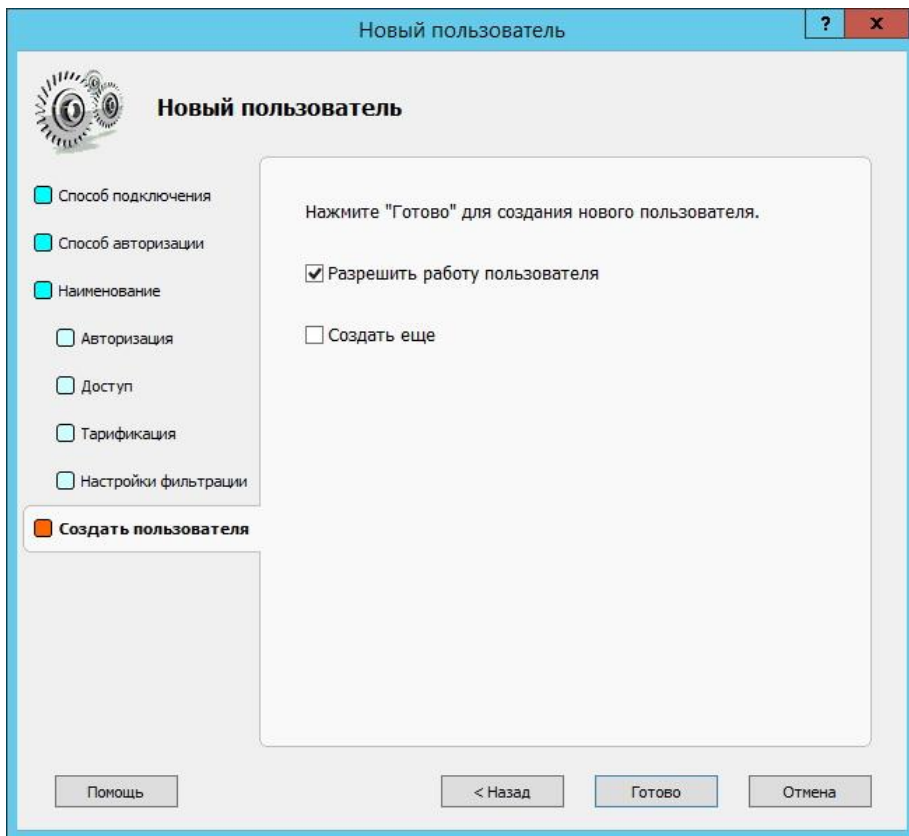 Новый пользователь
? x
Новый пользователь
Способ подключения
Способ авторизации
Наименование
Авторизация
Доступ
Тарификация
Настройки фильтрации
Создать пользователя
Нажмите "Готово" для создания нового пользователя.
Разрешить работу пользователя
Создать еще
Помощь
< Назад
Готово
Отмена